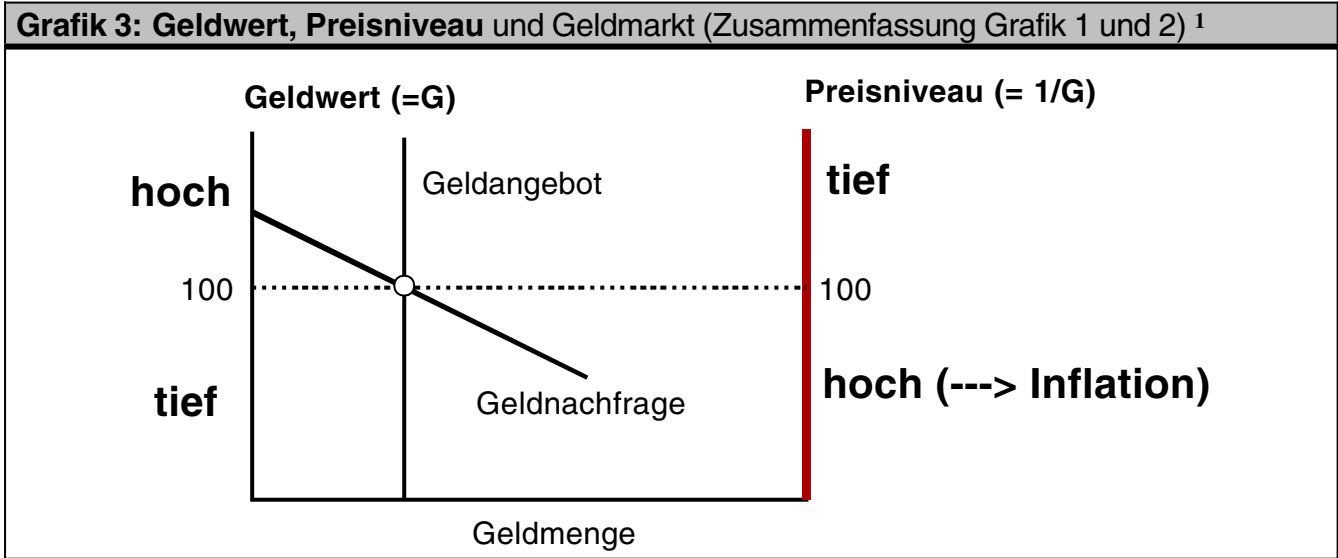 Grafik 3: Geldwert, Preisniveau und Geldmarkt (Zusammenfassung Grafik 1 und 2) 1
Geldwert (=G)
Preisniveau (= 1/G)
hoch
Geldangebot
tief
100
100
tief
Geldnachfrage
hoch (---> Inflation)
Geldmenge